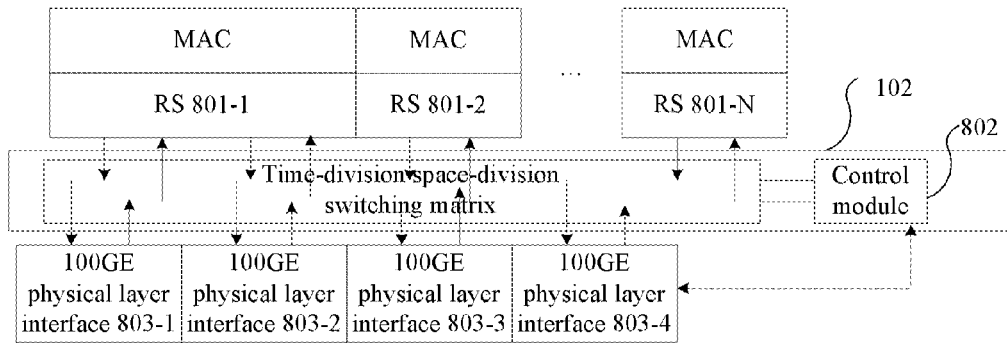 MAC MAC MAC
...
RS 801-1 RS 801-2 RS 801-N
102
802
Time-division space-division
switching matrix
Control
module
100GE
physical layer
interface 803-1
100GE
physical layer
interface 803-2
100GE
physical layer
interface 803-3
100GE
physical layer
interface 803-4